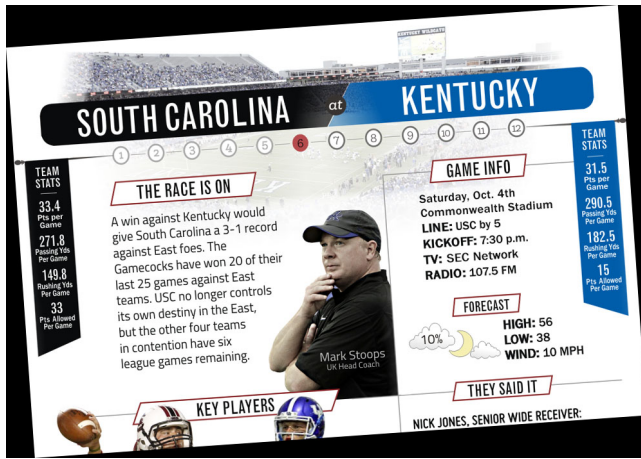 KENTUCKY WILDCATS
SOUTH CAROLINA at KENTUCKY
1 2 3 4 5 6 7 8 9 10 11 12
TEAM
STATS
33.4
Pts per
Game
271.8
Passing Yds
Per Game
149.8
Rushing Yds
Per Game
33
Pts Allowed
Per Game
THE RACE IS ON
A win against Kentucky would
give South Carolina a 3-1 record
against East foes. The
Gamecocks have won 20 of their
last 25 games against East
teams. USC no longer controls
its own destiny in the East,
but the other four teams
in contention have six
league games remaining.
Mark Stoops
UK Head Coach
KEY PLAYERS
GAME INFO
Saturday, Oct. 4th
Commonwealth Stadium
LINE: USC by 5
KICKOFF: 7:30 p.m.
TV: SEC Network
RADIO: 107.5 FM
FORECAST
10%
HIGH: 56
LOW: 38
WIND: 10 MPH
THEY SAID IT
NICK JONES, SENIOR WIDE RECEIVER:
TEAM
STATS
31.5
Pts per
Game
290.5
Passing Yds
Per Game
182.5
Rushing Yds
Per Game
15
Pts Allowed
Per Game